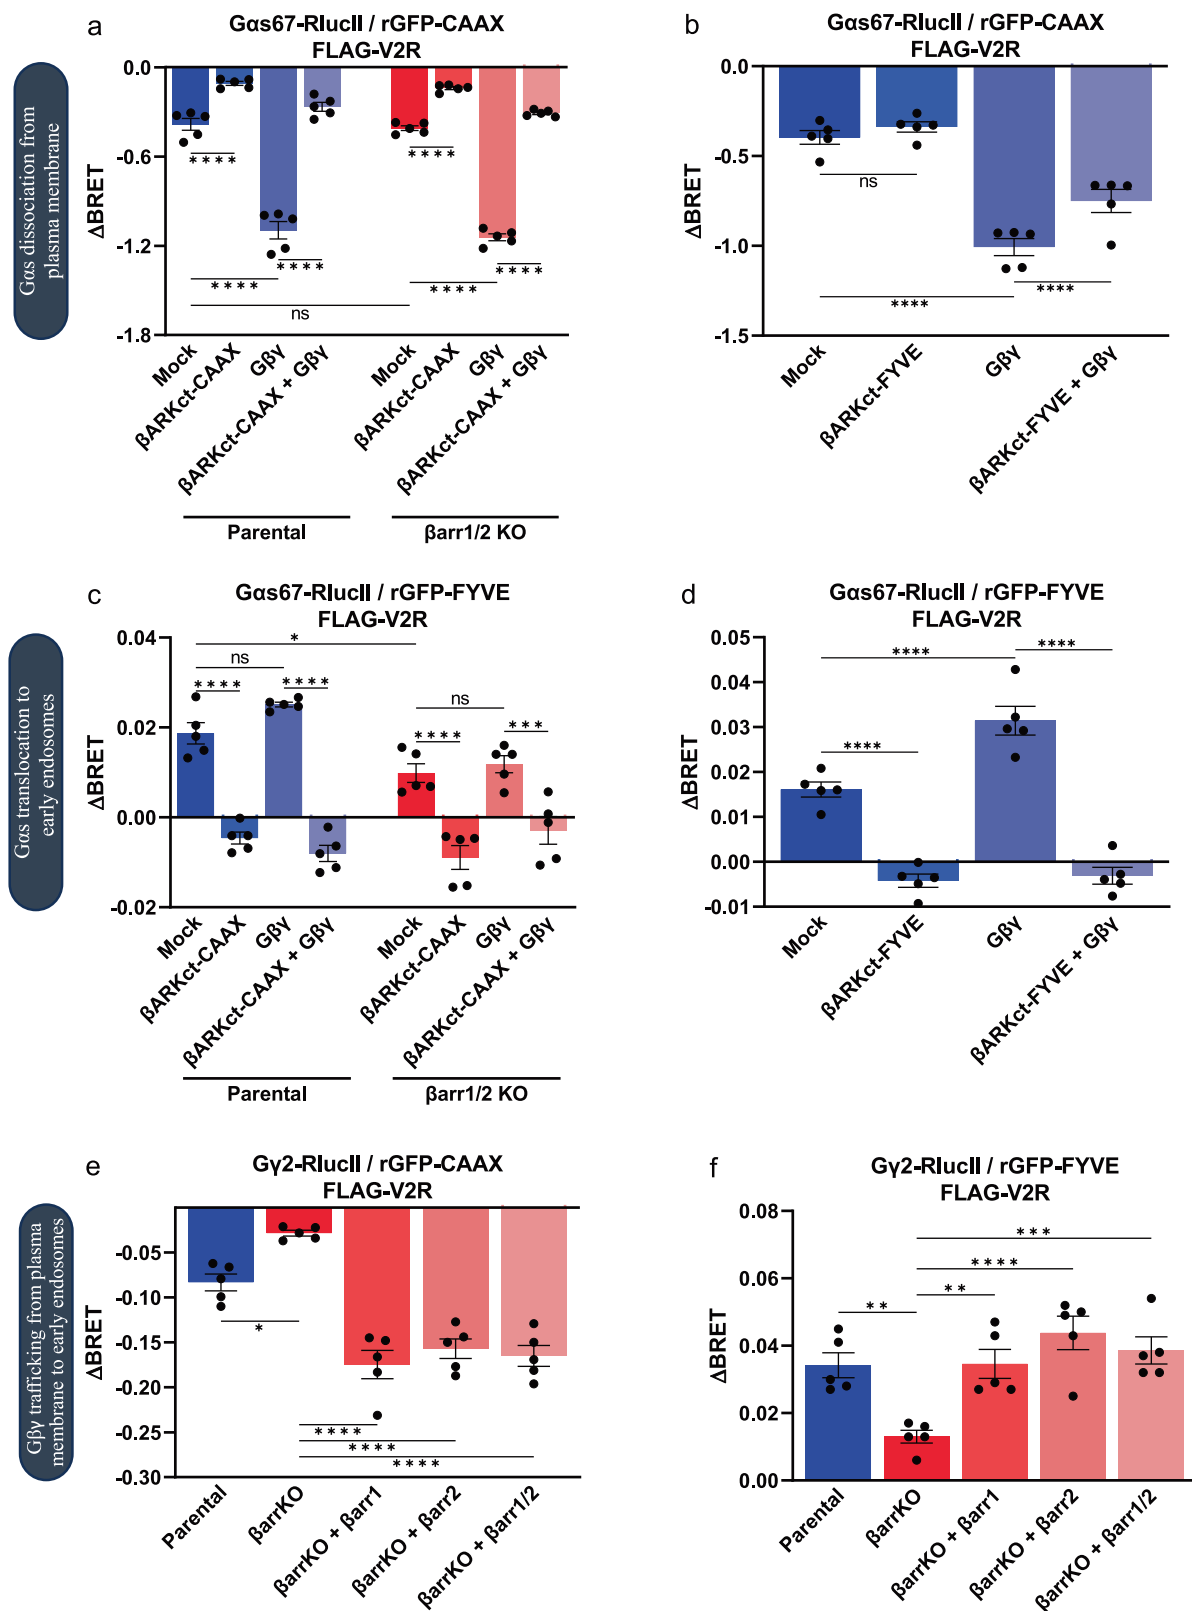 a
Gαs67-RlucII / rGFP-CAAX
FLAG-V2R
Gαs dissociation from
plasma membrane
ΔBRET
0.0
-0.6
-1.2
-1.8
****
****
****
****
****
****
ns
Mock
βARKct-CAAX
Gβγ
βARKct-CAAX + Gβγ
Mock
βARKct-CAAX
Gβγ
βARKct-CAAX + Gβγ
Parental
βarr1/2 KO
b
Gαs67-RlucII / rGFP-CAAX
FLAG-V2R
ΔBRET
0.0
-0.5
-1.0
-1.5
ns
****
****
Mock
βARKct-FYVE
Gβγ
βARKct-FYVE + Gβγ
c
Gαs67-RlucII / rGFP-FYVE
FLAG-V2R
Gαs translocation to
early endosomes
ΔBRET
0.04
0.02
0.00
-0.02
*
ns
****
****
ns
****
***
Mock
βARKct-CAAX
Gβγ
βARKct-CAAX + Gβγ
Mock
βARKct-CAAX
Gβγ
βARKct-CAAX + Gβγ
Parental
βarr1/2 KO
d
Gαs67-RlucII / rGFP-FYVE
FLAG-V2R
ΔBRET
0.05
0.04
0.03
0.02
0.01
0.00
-0.01
****
****
****
Mock
βARKct-FYVE
Gβγ
βARKct-FYVE + Gβγ
e
Gγ2-RlucII / rGFP-CAAX
FLAG-V2R
Gβγ trafficking from plasma
membrane to early endosomes
ΔBRET
-0.05
-0.10
-0.15
-0.20
-0.25
-0.30
*
****
****
****
Parental
βarrKO
βarrKO + βarr1
βarrKO + βarr2
βarrKO + βarr1/2
f
Gγ2-RlucII / rGFP-FYVE
FLAG-V2R
ΔBRET
0.08
0.06
0.04
0.02
0.00
***
****
**
**
Parental
βarrKO
βarrKO + βarr1
βarrKO + βarr2
βarrKO + βarr1/2